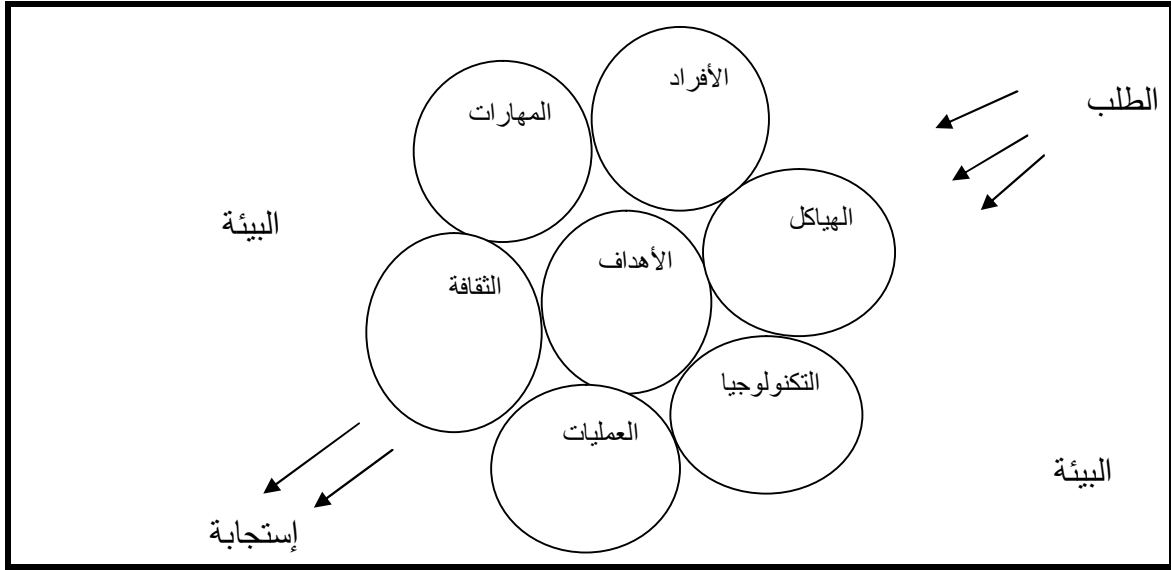 الأفراد
الطلب
المهارات
الهياكل
البيئة
الأهداف
الثقافة
التكنولوجيا
العمليات
البيئة
إستجابة